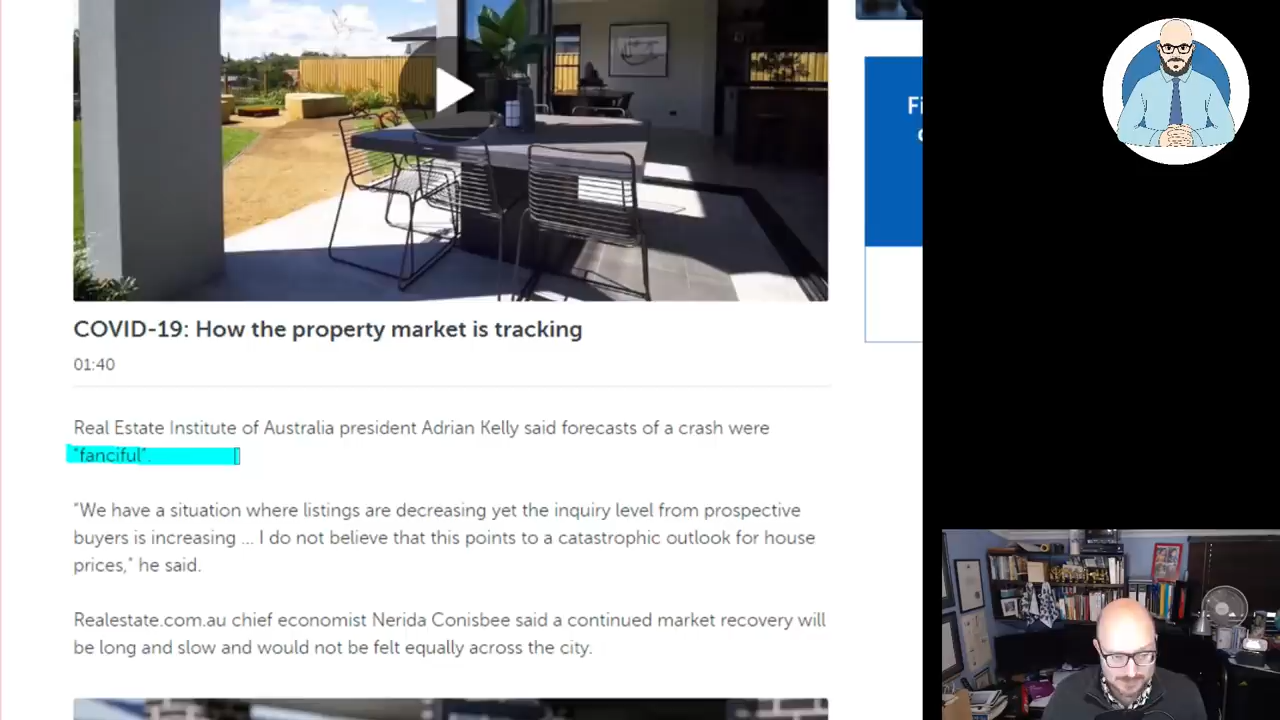 COVID-19: How the property market is tracking
01:40
Real Estate Institute of Australia president Adrian Kelly said forecasts of a crash were
"fanciful".
"We have a situation where listings are decreasing yet the inquiry level from prospective
buyers is increasing ... I do not believe that this points to a catastrophic outlook for house
prices," he said.
Realestate.com.au chief economist Nerida Conisbee said a continued market recovery will
be long and slow and would not be felt equally across the city.